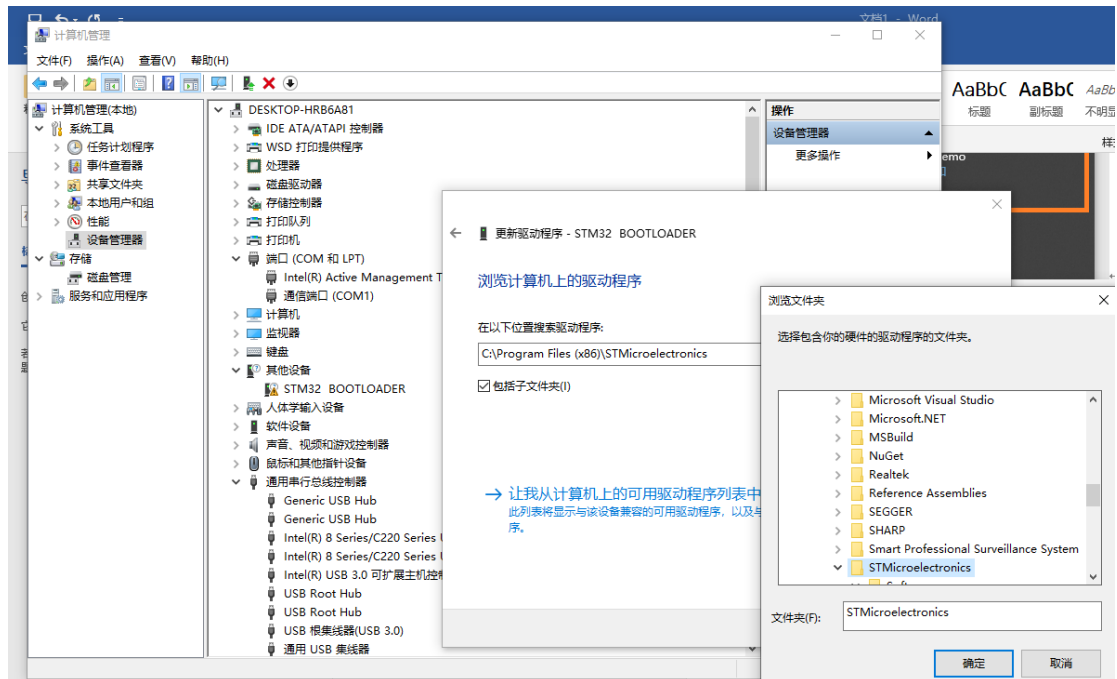 文档1 - Word
计算机管理
文件(F) 操作(A) 查看(V) 帮助(H)
计算机管理(本地)
系统工具
任务计划程序
事件查看器
共享文件夹
本地用户和组
性能
设备管理器
存储
磁盘管理
服务和应用程序
DESKTOP-HRB6A81
IDE ATA/ATAPI 控制器
WSD 打印提供程序
处理器
磁盘驱动器
存储控制器
打印队列
打印机
端口 (COM 和 LPT)
Intel(R) Active Management T
通信端口 (COM1)
计算机
监视器
键盘
其他设备
STM32 BOOTLOADER
人体学输入设备
软件设备
声音、视频和游戏控制器
鼠标和其他指针设备
通用串行总线控制器
Generic USB Hub
Generic USB Hub
Intel(R) 8 Series/C220 Series
Intel(R) 8 Series/C220 Series
Intel(R) USB 3.0 可扩展主机控制
USB Root Hub
USB Root Hub
USB 根集线器(USB 3.0)
通用 USB 集线器
操作
设备管理器
更多操作
AaBbC AaBbC AaBb
标题 副标题 不明显
样式
emo
更新驱动程序 - STM32 BOOTLOADER
浏览计算机上的驱动程序
在以下位置搜索驱动程序:
C:\Program Files (x86)\STMicroelectronics
包括子文件夹(I)
让我从计算机上的可用驱动程序列表中
此列表将显示与该设备兼容的可用驱动程序，以及与
序。
浏览文件夹
选择包含你的硬件的驱动程序的文件夹。
Microsoft Visual Studio
Microsoft.NET
MSBuild
NuGet
Realtek
Reference Assemblies
SEGGER
SHARP
Smart Professional Surveillance System
STMicroelectronics
文件夹(F): STMicroelectronics
确定 取消